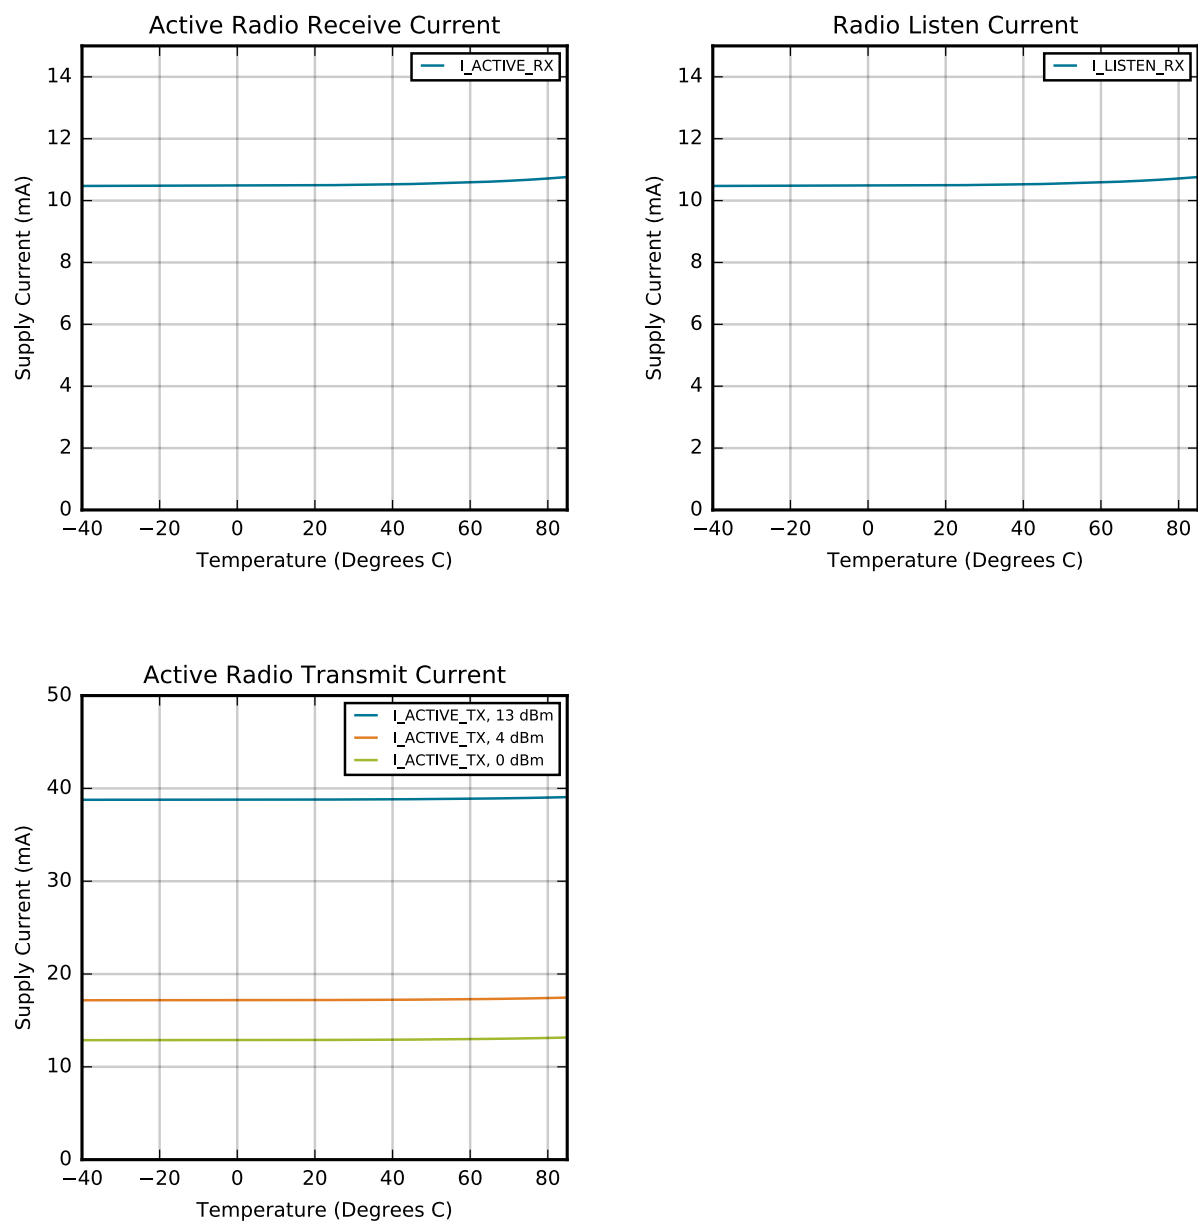 Active Radio Receive Current
I_ACTIVE_RX
14
12
10
8
6
4
2
0
Supply Current (mA)
−40 −20 0 20 40 60 80
Temperature (Degrees C)
Radio Listen Current
I_LISTEN_RX
14
12
10
8
6
4
2
0
Supply Current (mA)
−40 −20 0 20 40 60 80
Temperature (Degrees C)
Active Radio Transmit Current
I_ACTIVE_TX, 13 dBm
I_ACTIVE_TX, 4 dBm
I_ACTIVE_TX, 0 dBm
50
40
30
20
10
0
Supply Current (mA)
−40 −20 0 20 40 60 80
Temperature (Degrees C)